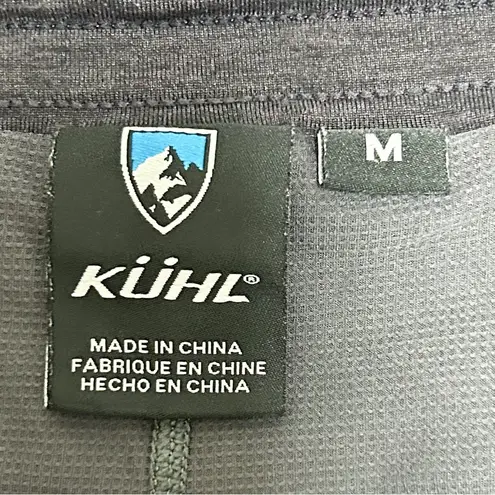 M
KÜHL®
MADE IN CHINA
FABRIQUE EN CHINE
HECHO EN CHINA